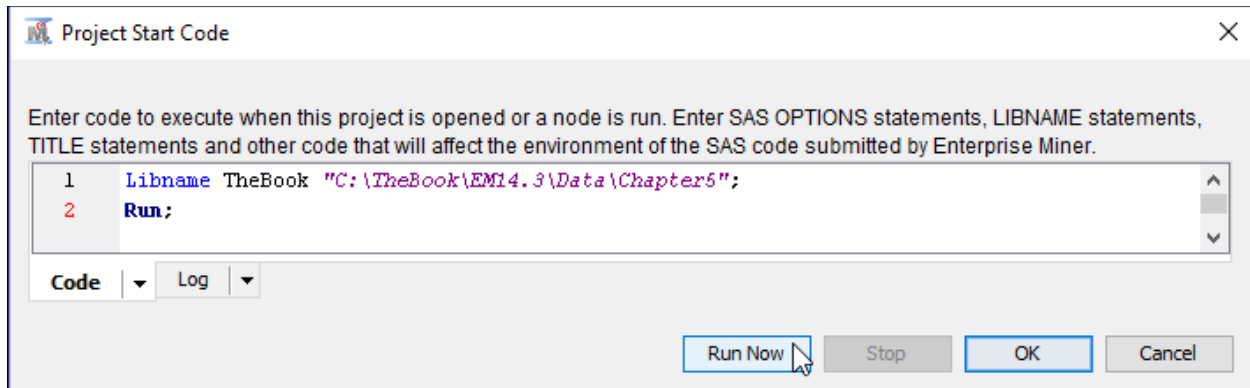 Project Start Code
Enter code to execute when this project is opened or a node is run. Enter SAS OPTIONS statements, LIBNAME statements,
TITLE statements and other code that will affect the environment of the SAS code submitted by Enterprise Miner.
1 Libname TheBook "C:\TheBook\EM14.3\Data\Chapter5";
2 Run;
Code Log
Run Now Stop OK Cancel